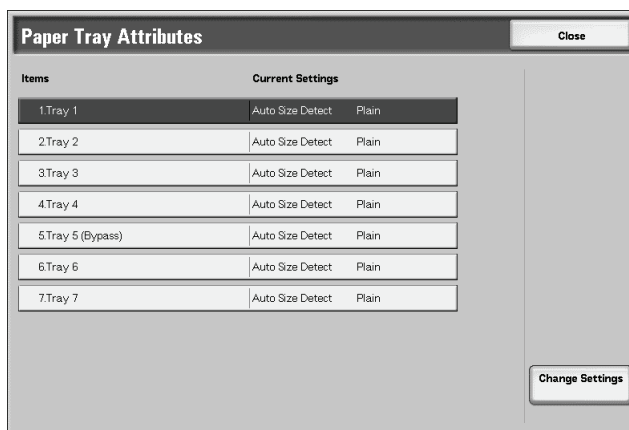 Paper Tray Attributes Close
Items Current Settings
1.Tray 1 Auto Size Detect Plain
2.Tray 2 Auto Size Detect Plain
3.Tray 3 Auto Size Detect Plain
4.Tray 4 Auto Size Detect Plain
5.Tray 5 (Bypass) Auto Size Detect Plain
6.Tray 6 Auto Size Detect Plain
7.Tray 7 Auto Size Detect Plain
Change Settings